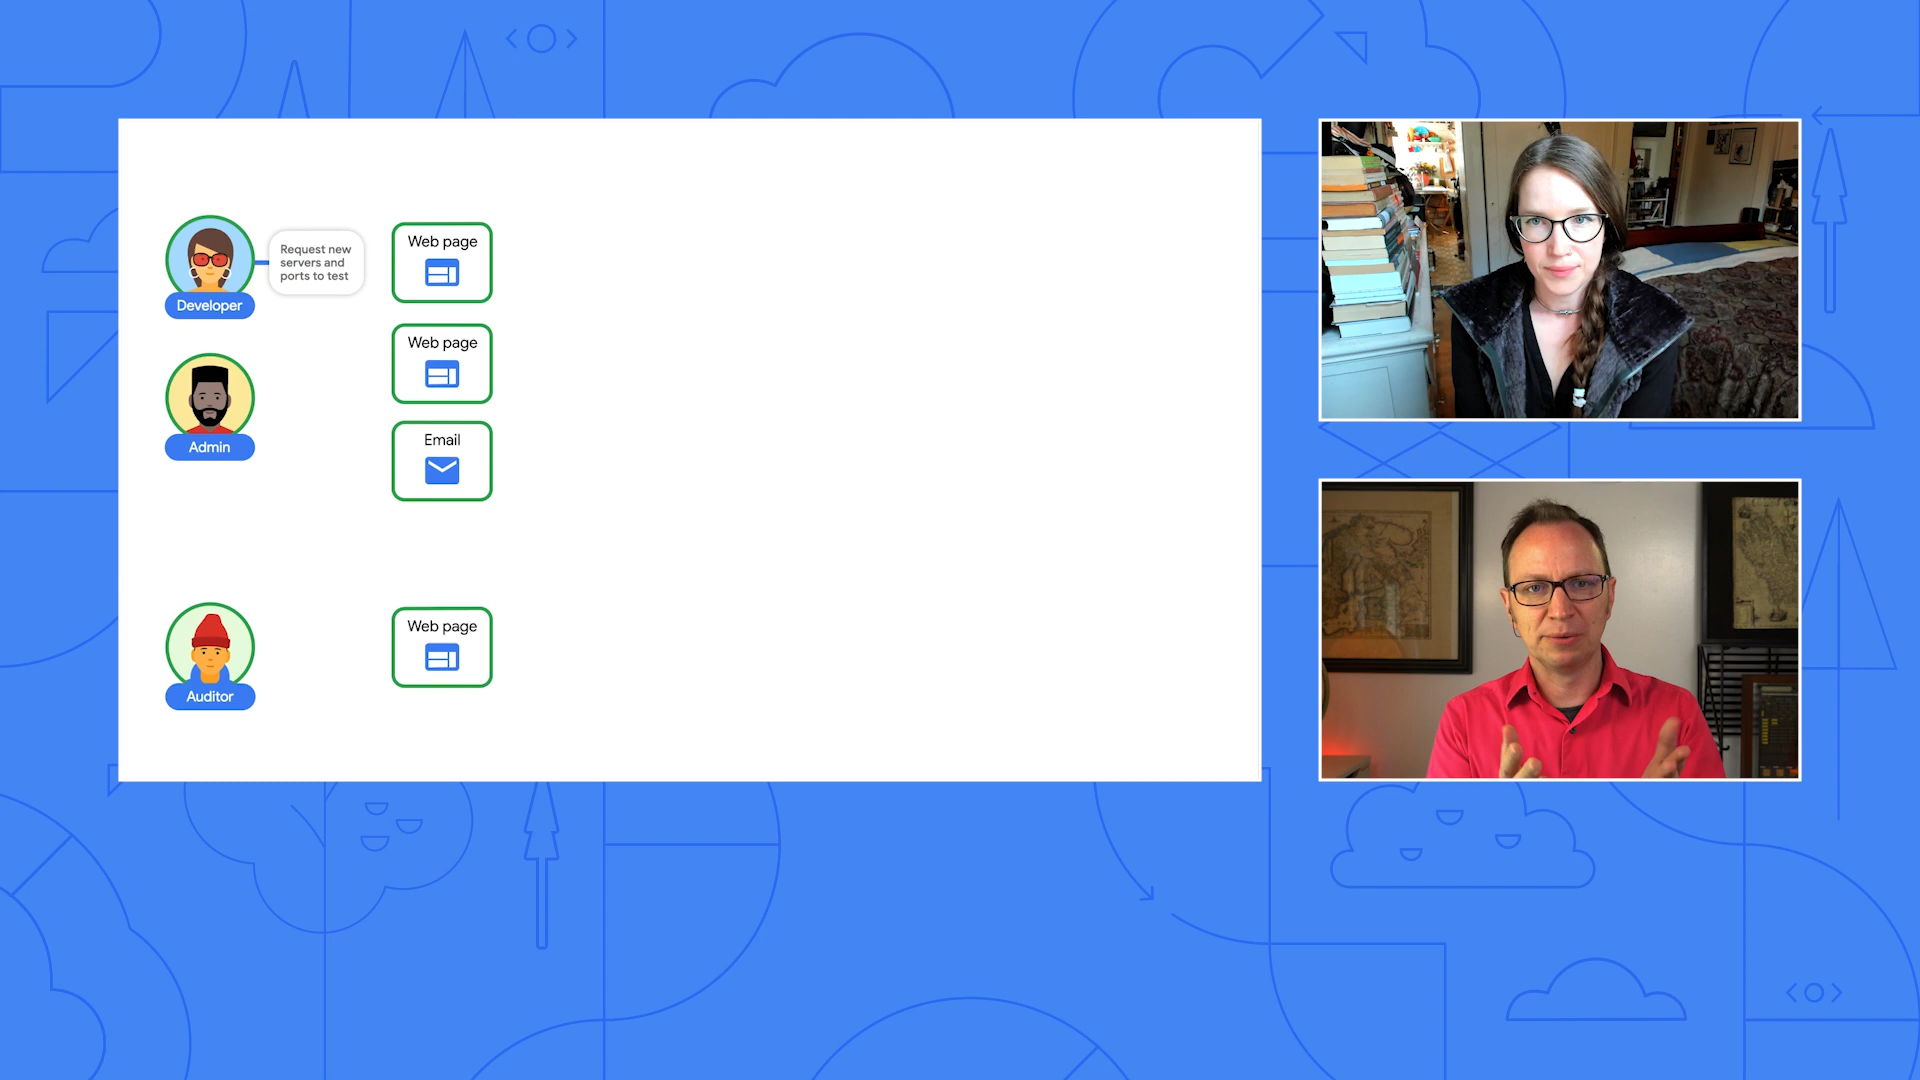 Request new
servers and
ports to test
Developer
Web page
Web page
Admin
Email
Auditor
Web page